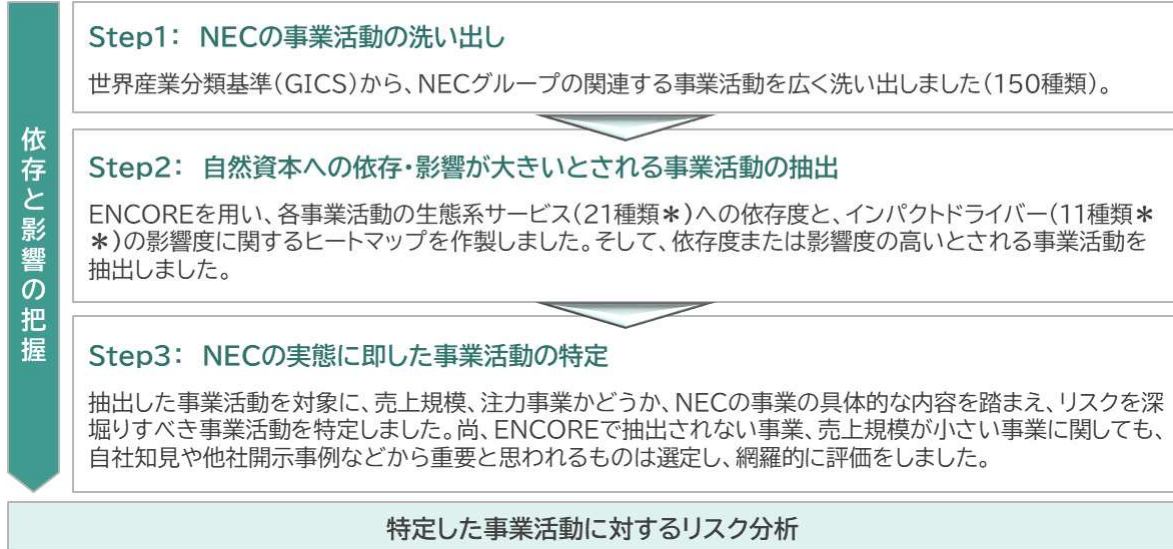 依存と影響の把握
Step1: NECの事業活動の洗い出し
世界産業分類基準(GICS)から、NECグループの関連する事業活動を広く洗い出しました(150種類)。
Step2: 自然資本への依存・影響が大きいとされる事業活動の抽出
ENCOREを用い、各事業活動の生態系サービス(21種類＊)への依存度と、インパクトドライバー(11種類＊
＊)の影響度に関するヒートマップを作製しました。そして、依存度または影響度の高いとされる事業活動を
抽出しました。
Step3: NECの実態に即した事業活動の特定
抽出した事業活動を対象に、売上規模、注力事業かどうか、NECの事業の具体的な内容を踏まえ、リスクを深
堀りすべき事業活動を特定しました。尚、ENCOREで抽出されない事業、売上規模が小さい事業に関しても、
自社知見や他社開示事例などから重要と思われるものは選定し、網羅的に評価をしました。
特定した事業活動に対するリスク分析